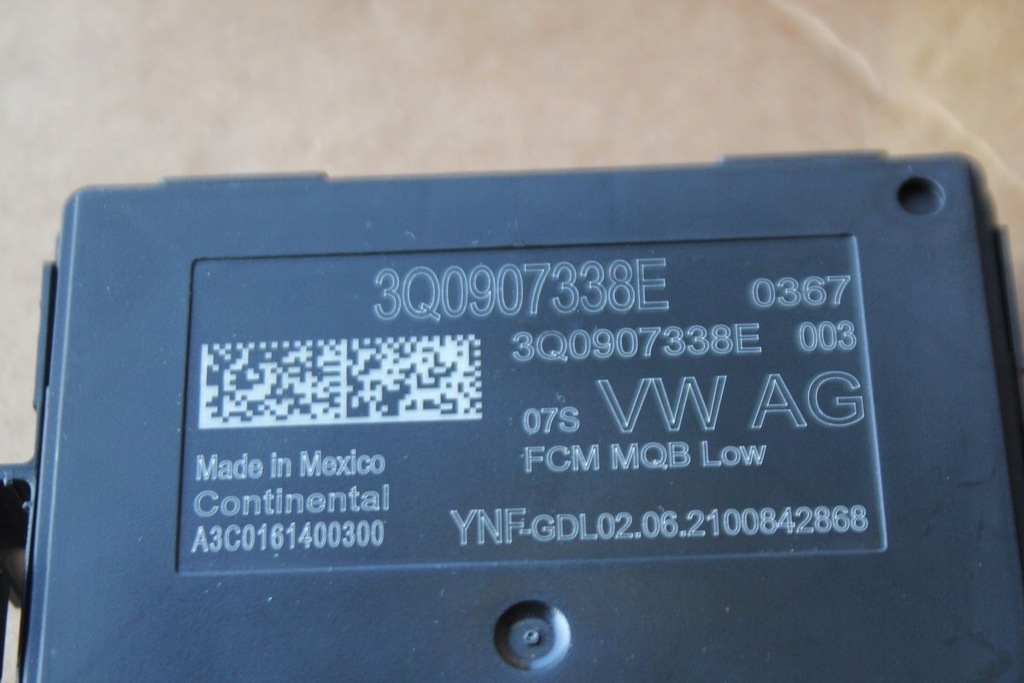 3Q0907338E 0367
3Q0907338E 003
07S VW AG
FCM MQB Low
Made in Mexico
Continental
A3C0161400300
YNF-GDL02.06.2100842868